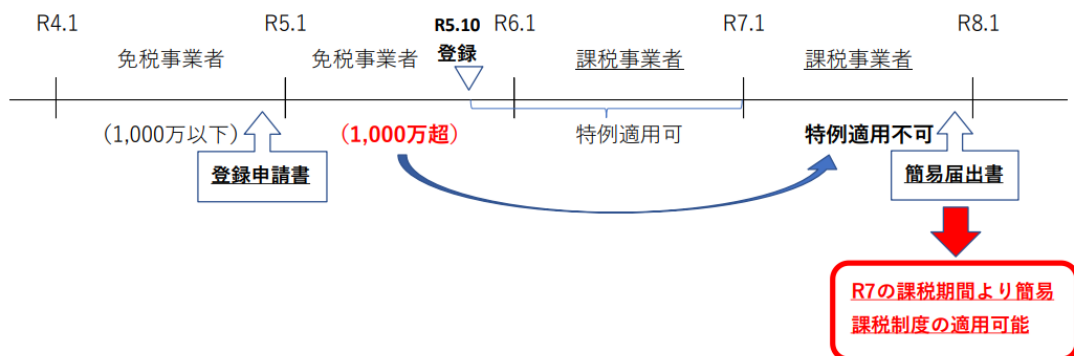 R4.1 R5.1 R5.10 R6.1 R7.1 R8.1
登録
免税事業者 免税事業者 課税事業者 課税事業者
(1,000万以下) (1,000万超) 特例適用可 特例適用不可
登録申請書 簡易届出書
R7の課税期間より簡易
課税制度の適用可能